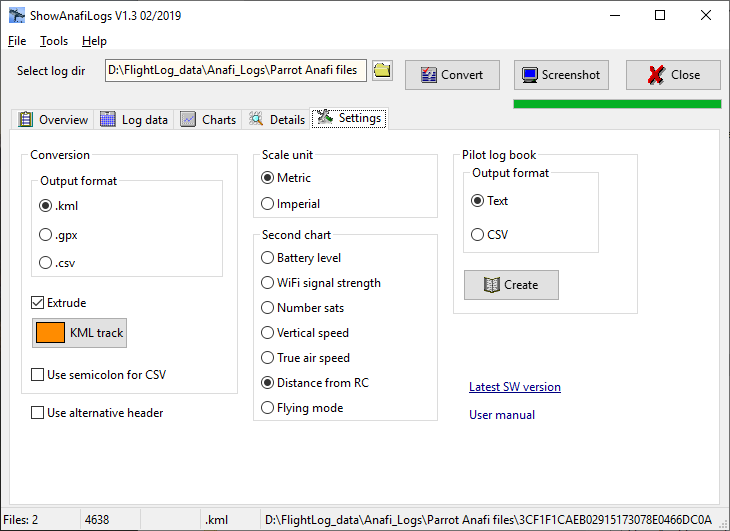 ShowAnafiLogs V1.3 02/2019
File Tools Help
Select log dir D:\FlightLog_data\Anafi_Logs\Parrot Anafi files Convert Screenshot Close
Overview Log data Charts Details Settings
Conversion
Output format
.kml
.gpx
.csv
Extrude
KML track
Use semicolon for CSV
Use alternative header
Scale unit
Metric
Imperial
Second chart
Battery level
WiFi signal strength
Number sats
Vertical speed
True air speed
Distance from RC
Flying mode
Pilot log book
Output format
Text
CSV
Create
Latest SW version
User manual
Files: 2 4638 .kml D:\FlightLog_data\Anafi_Logs\Parrot Anafi files\3CF1F1CAEB02915173078E0466DC0A